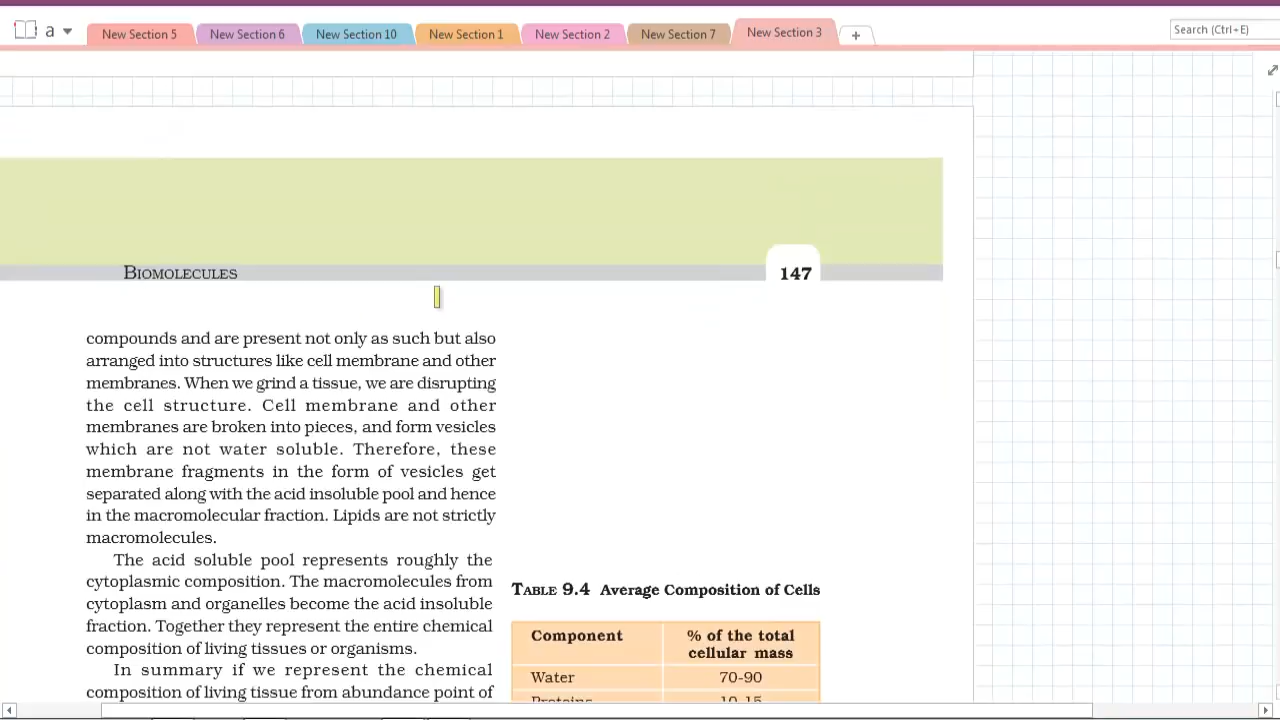 a
New Section 5
New Section 6
New Section 10
New Section 1
New Section 2
New Section 7
New Section 3
+
Search (Ctrl+E)
BIOMOLECULES
147
compounds and are present not only as such but also
arranged into structures like cell membrane and other
membranes. When we grind a tissue, we are disrupting
the cell structure. Cell membrane and other
membranes are broken into pieces, and form vesicles
which are not water soluble. Therefore, these
membrane fragments in the form of vesicles get
separated along with the acid insoluble pool and hence
in the macromolecular fraction. Lipids are not strictly
macromolecules.
The acid soluble pool represents roughly the
cytoplasmic composition. The macromolecules from
cytoplasm and organelles become the acid insoluble
fraction. Together they represent the entire chemical
composition of living tissues or organisms.
In summary if we represent the chemical
composition of living tissue from abundance point of
TABLE 9.4 Average Composition of Cells
Component
% of the total
cellular mass
Water
70-90
Proteins
10-15